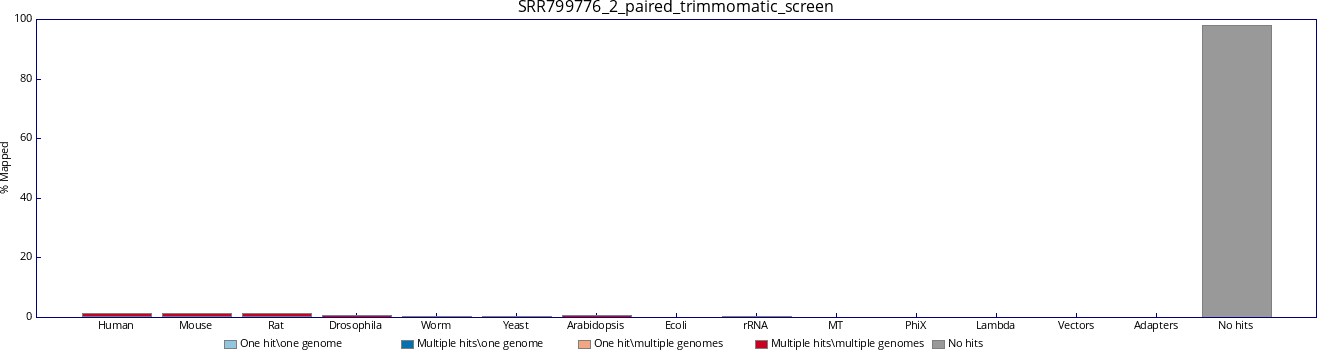 SRR799776_2_paired_trimmomatic_screen
100
80
60
40
20
0
% Mapped
Human Mouse Rat Drosophila Worm Yeast Arabidopsis Ecoli rRNA MT PhiX Lambda Vectors Adapters No hits
One hit\one genome Multiple hits\one genome One hit\multiple genomes Multiple hits\multiple genomes No hits